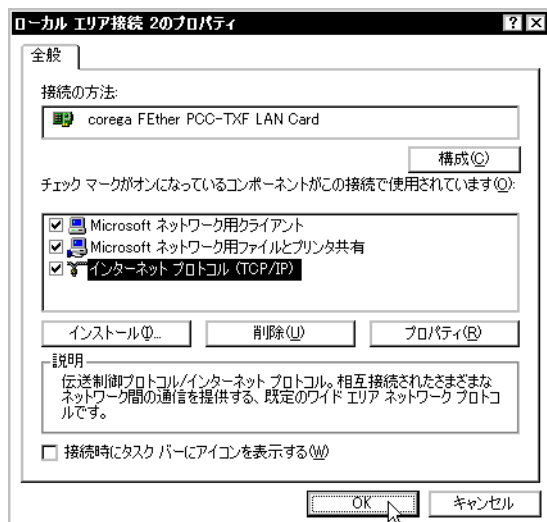 ローカル エリア接続 2のプロパティ
全般
接続の方法:
corega FEther PCC-TXF LAN Card
構成(C)
チェック マークがオンになっているコンポーネントがこの接続で使用されています(O):
Microsoft ネットワーク用クライアント
Microsoft ネットワーク用ファイルとプリンタ共有
インターネット プロトコル (TCP/IP)
インストール(I)... 削除(U) プロパティ(R)
説明
伝送制御プロトコル/インターネット プロトコル。相互接続されたさまざまな
ネットワーク間の通信を提供する、既定のワイド エリア ネットワーク プロトコ
ルです。
接続時にタスク バーにアイコンを表示する(W)
OK キャンセル